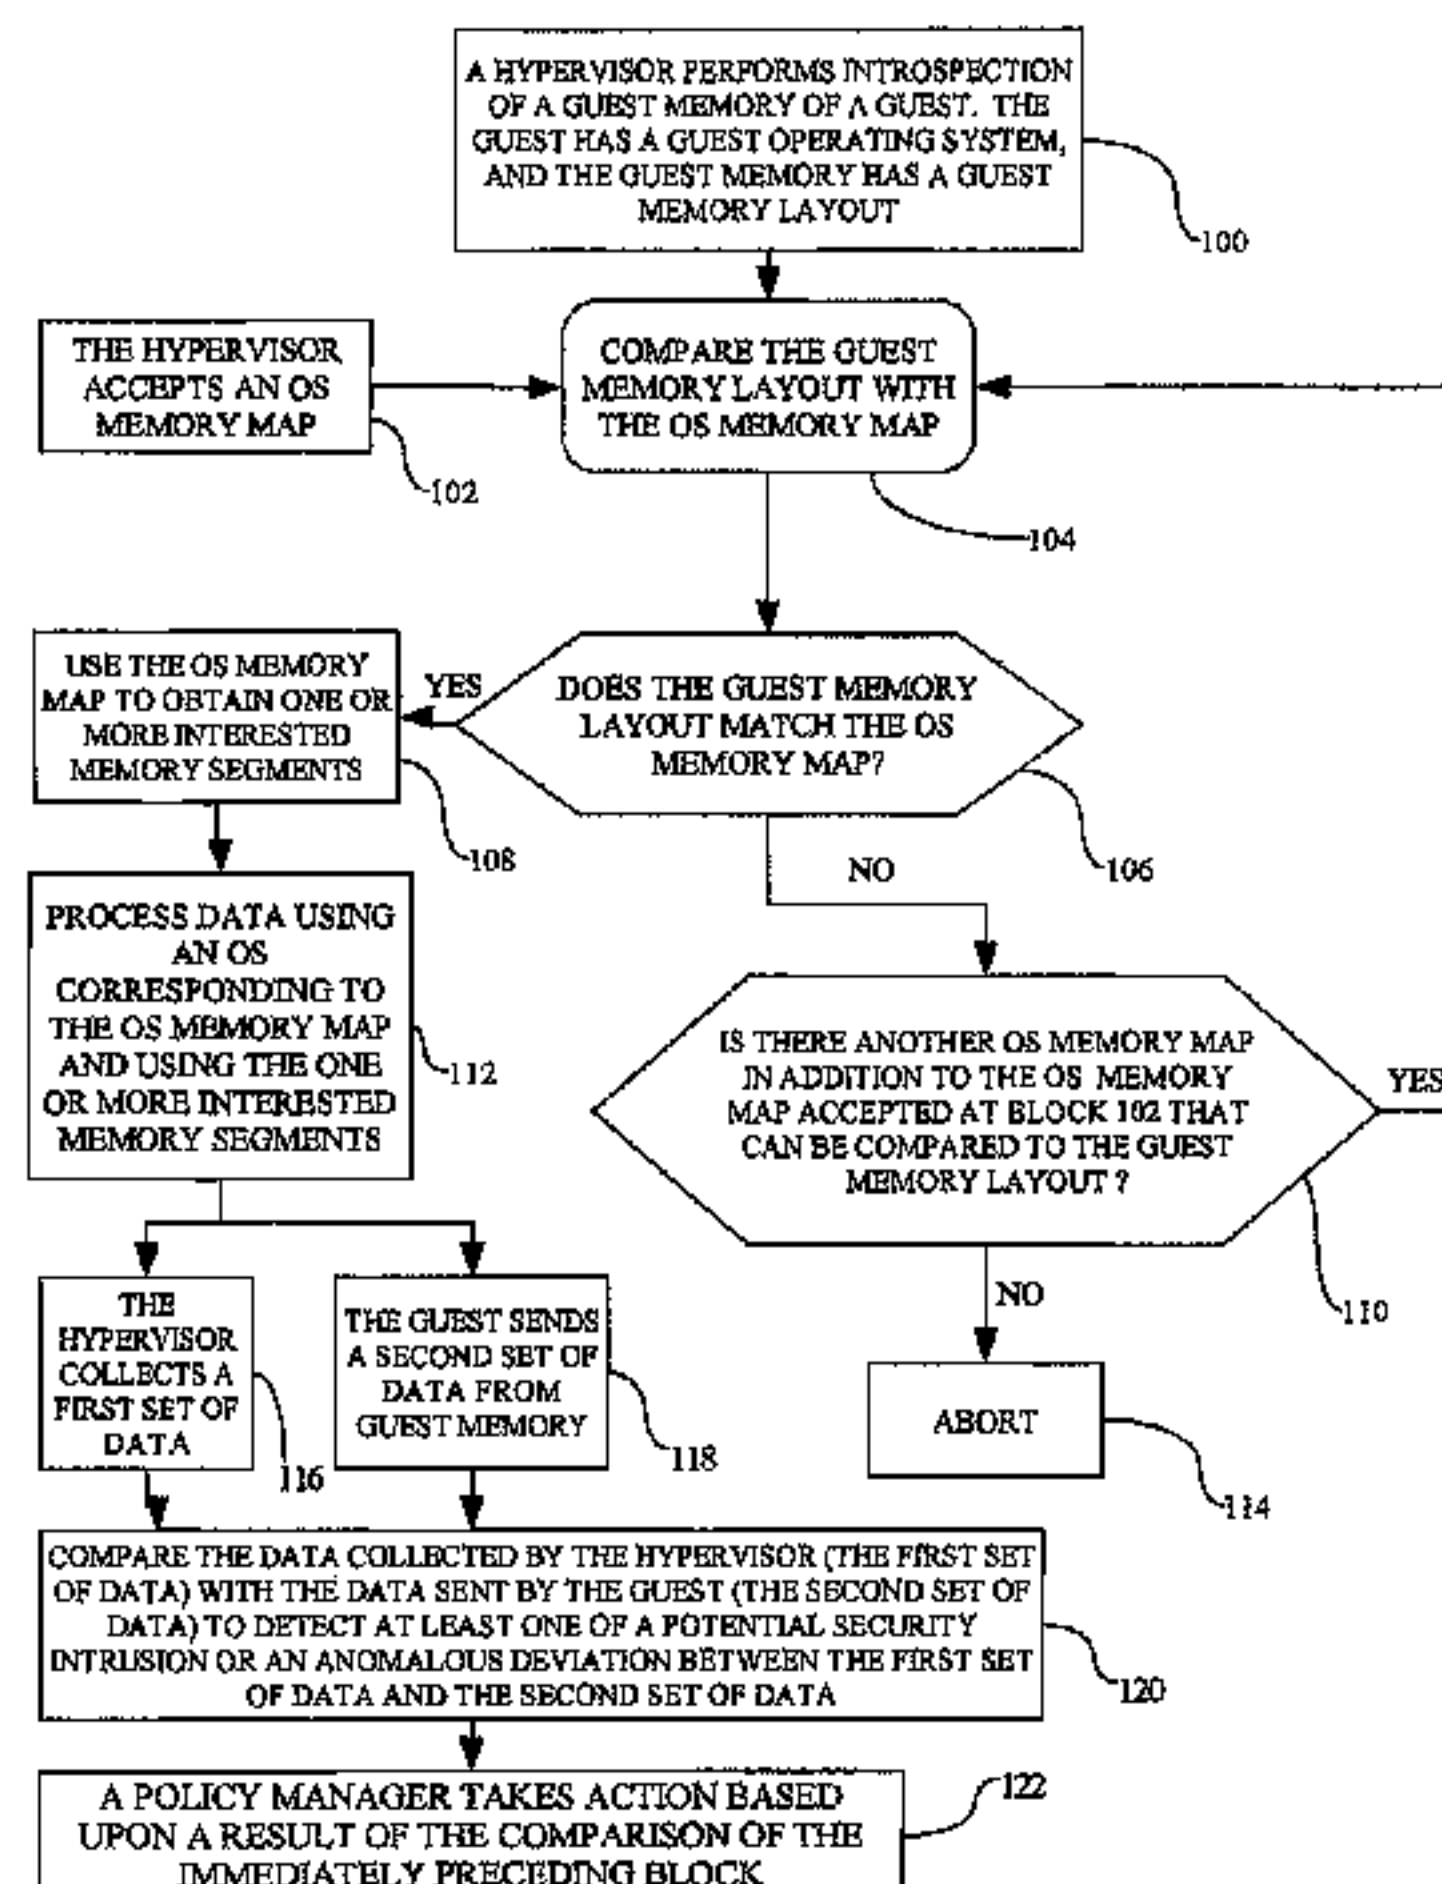 A HYPERVISOR PERFORMS INTROSPECTION
OF A GUEST MEMORY OF A GUEST. THE
GUEST HAS A GUEST OPERATING SYSTEM,
AND THE GUEST MEMORY HAS A GUEST
MEMORY LAYOUT
100
THE HYPERVISOR
ACCEPTS AN OS
MEMORY MAP
102
COMPARE THE GUEST
MEMORY LAYOUT WITH
THE OS MEMORY MAP
104
USE THE OS MEMORY
MAP TO OBTAIN ONE OR
MORE INTERESTED
MEMORY SEGMENTS
108
YES
DOES THE GUEST MEMORY
LAYOUT MATCH THE OS
MEMORY MAP?
106
NO
PROCESS DATA USING
AN OS
CORRESPONDING TO
THE OS MEMORY MAP
AND USING THE ONE
OR MORE INTERESTED
MEMORY SEGMENTS
112
IS THERE ANOTHER OS MEMORY MAP
IN ADDITION TO THE OS MEMORY
MAP ACCEPTED AT BLOCK 102 THAT
CAN BE COMPARED TO THE GUEST
MEMORY LAYOUT ?
YES
110
NO
THE
HYPERVISOR
COLLECTS A
FIRST SET OF
DATA
116
THE GUEST SENDS
A SECOND SET OF
DATA FROM
GUEST MEMORY
118
ABORT
114
COMPARE THE DATA COLLECTED BY THE HYPERVISOR (THE FIRST SET
OF DATA) WITH THE DATA SENT BY THE GUEST (THE SECOND SET OF
DATA) TO DETECT AT LEAST ONE OF A POTENTIAL SECURITY
INTRUSION OR AN ANOMALOUS DEVIATION BETWEEN THE FIRST SET
OF DATA AND THE SECOND SET OF DATA
120
A POLICY MANAGER TAKES ACTION BASED
UPON A RESULT OF THE COMPARISON OF THE
IMMEDIATELY PRECEDING BLOCK
122